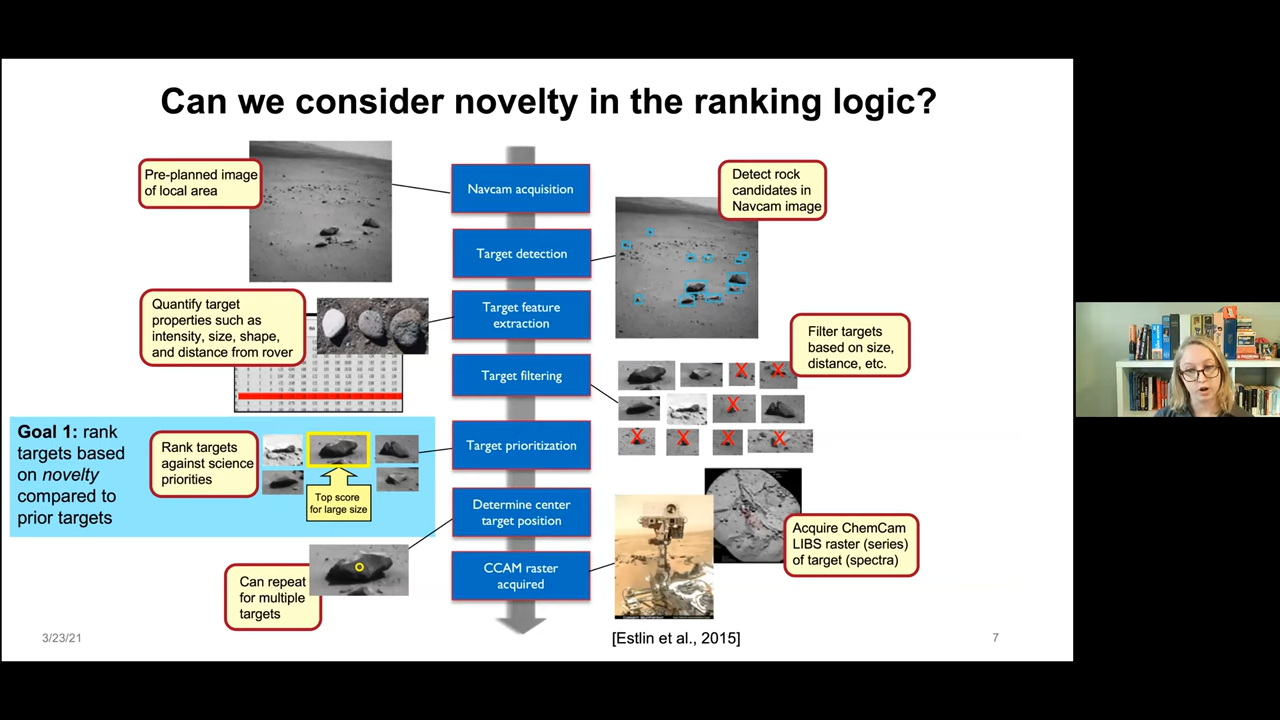 Can we consider novelty in the ranking logic?
Pre-planned image
of local area
Navcam acquisition
Detect rock
candidates in
Navcam image
Target detection
Quantify target
properties such as
intensity, size, shape,
and distance from rover
Target feature
extraction
Filter targets
based on size,
distance, etc.
Target filtering
Goal 1: rank
targets based
on novelty
compared to
prior targets
Rank targets
against science
priorities
Top score
for large size
Target prioritization
Determine center
target position
Acquire ChemCam
LIBS raster (series)
of target (spectra)
CCAM raster
acquired
Can repeat
for multiple
targets
3/23/21
[Estlin et al., 2015]
7